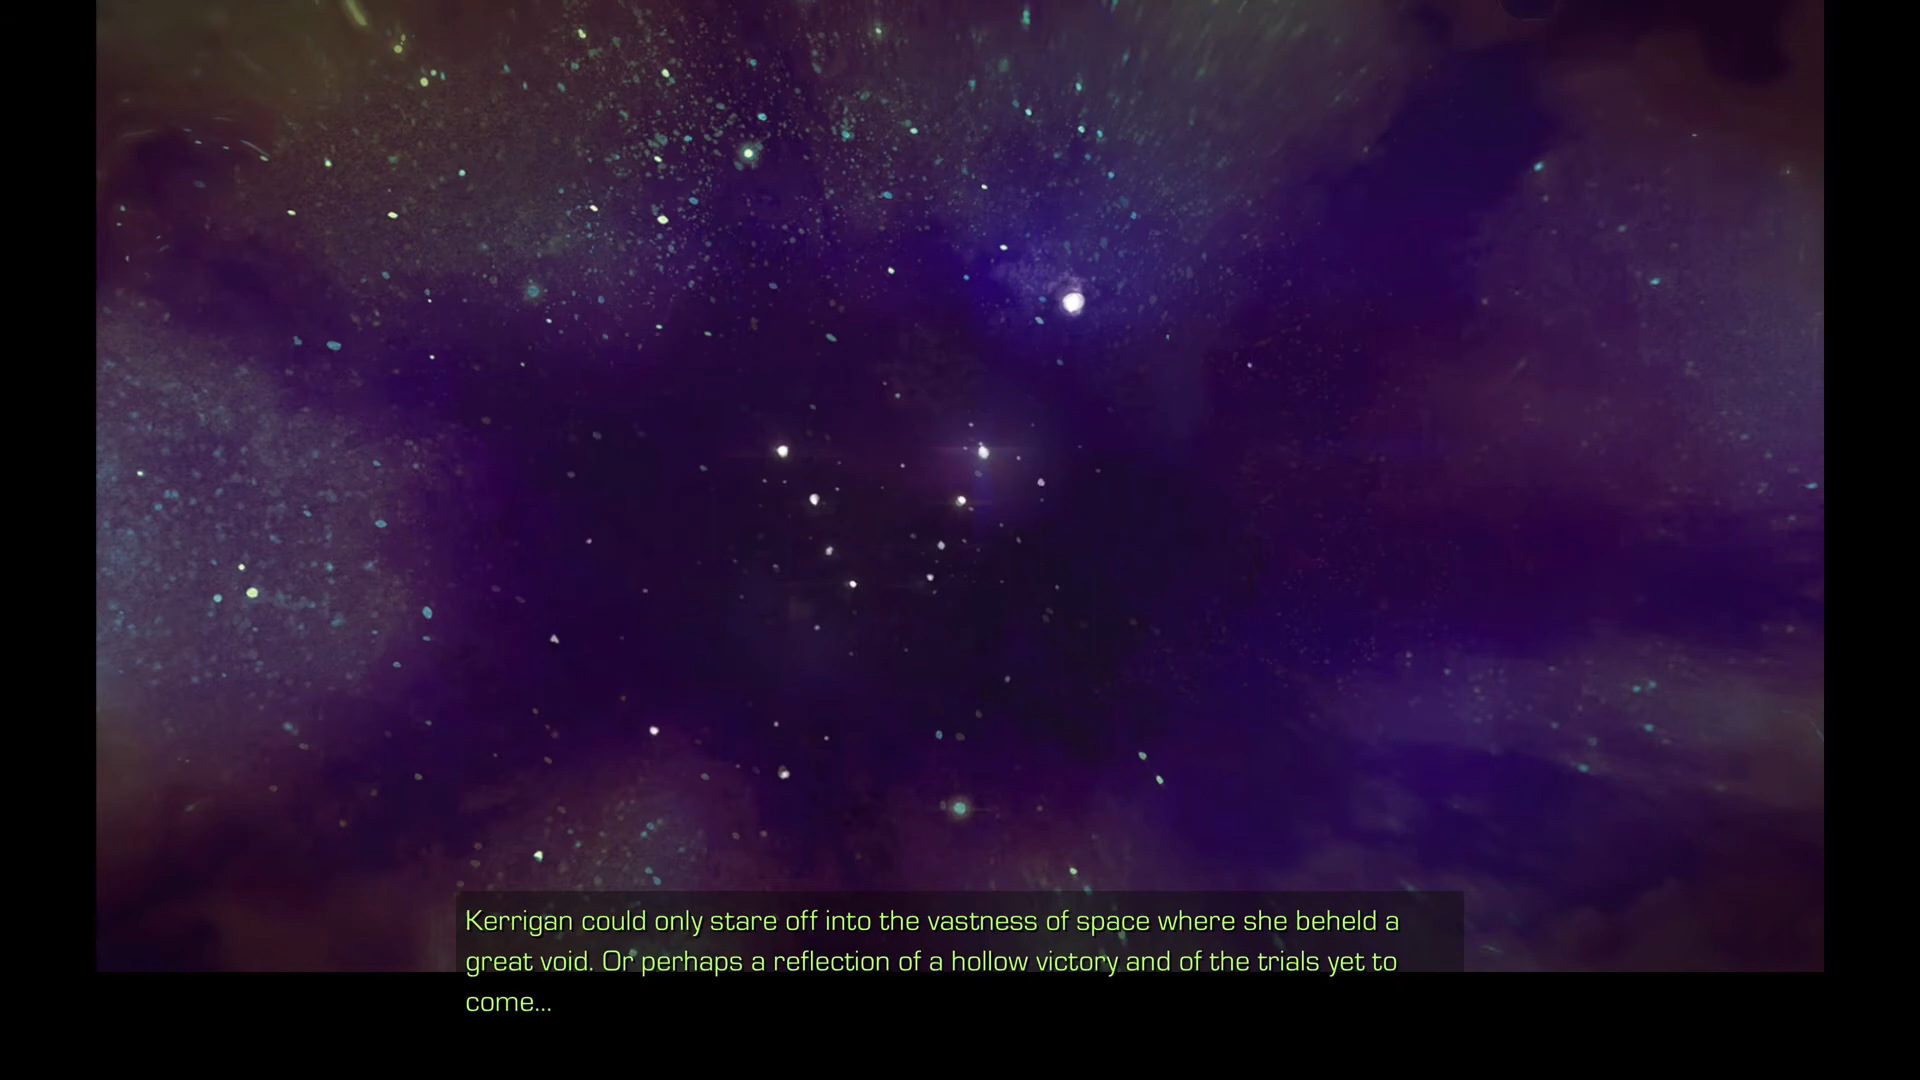 Kerrigan could only stare off into the vastness of space where she beheld a
great void. Or perhaps a reflection of a hollow victory and of the trials yet to
come...